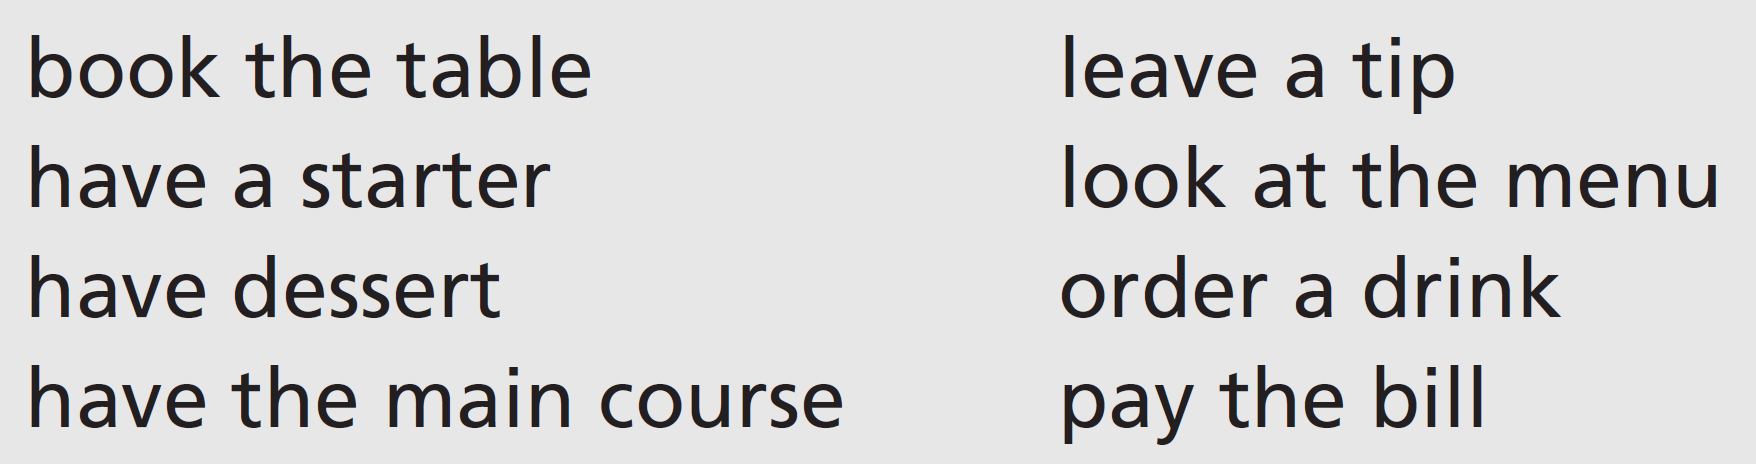 book the table
have a starter
have dessert
have the main course
leave a tip
look at the menu
order a drink
pay the bill